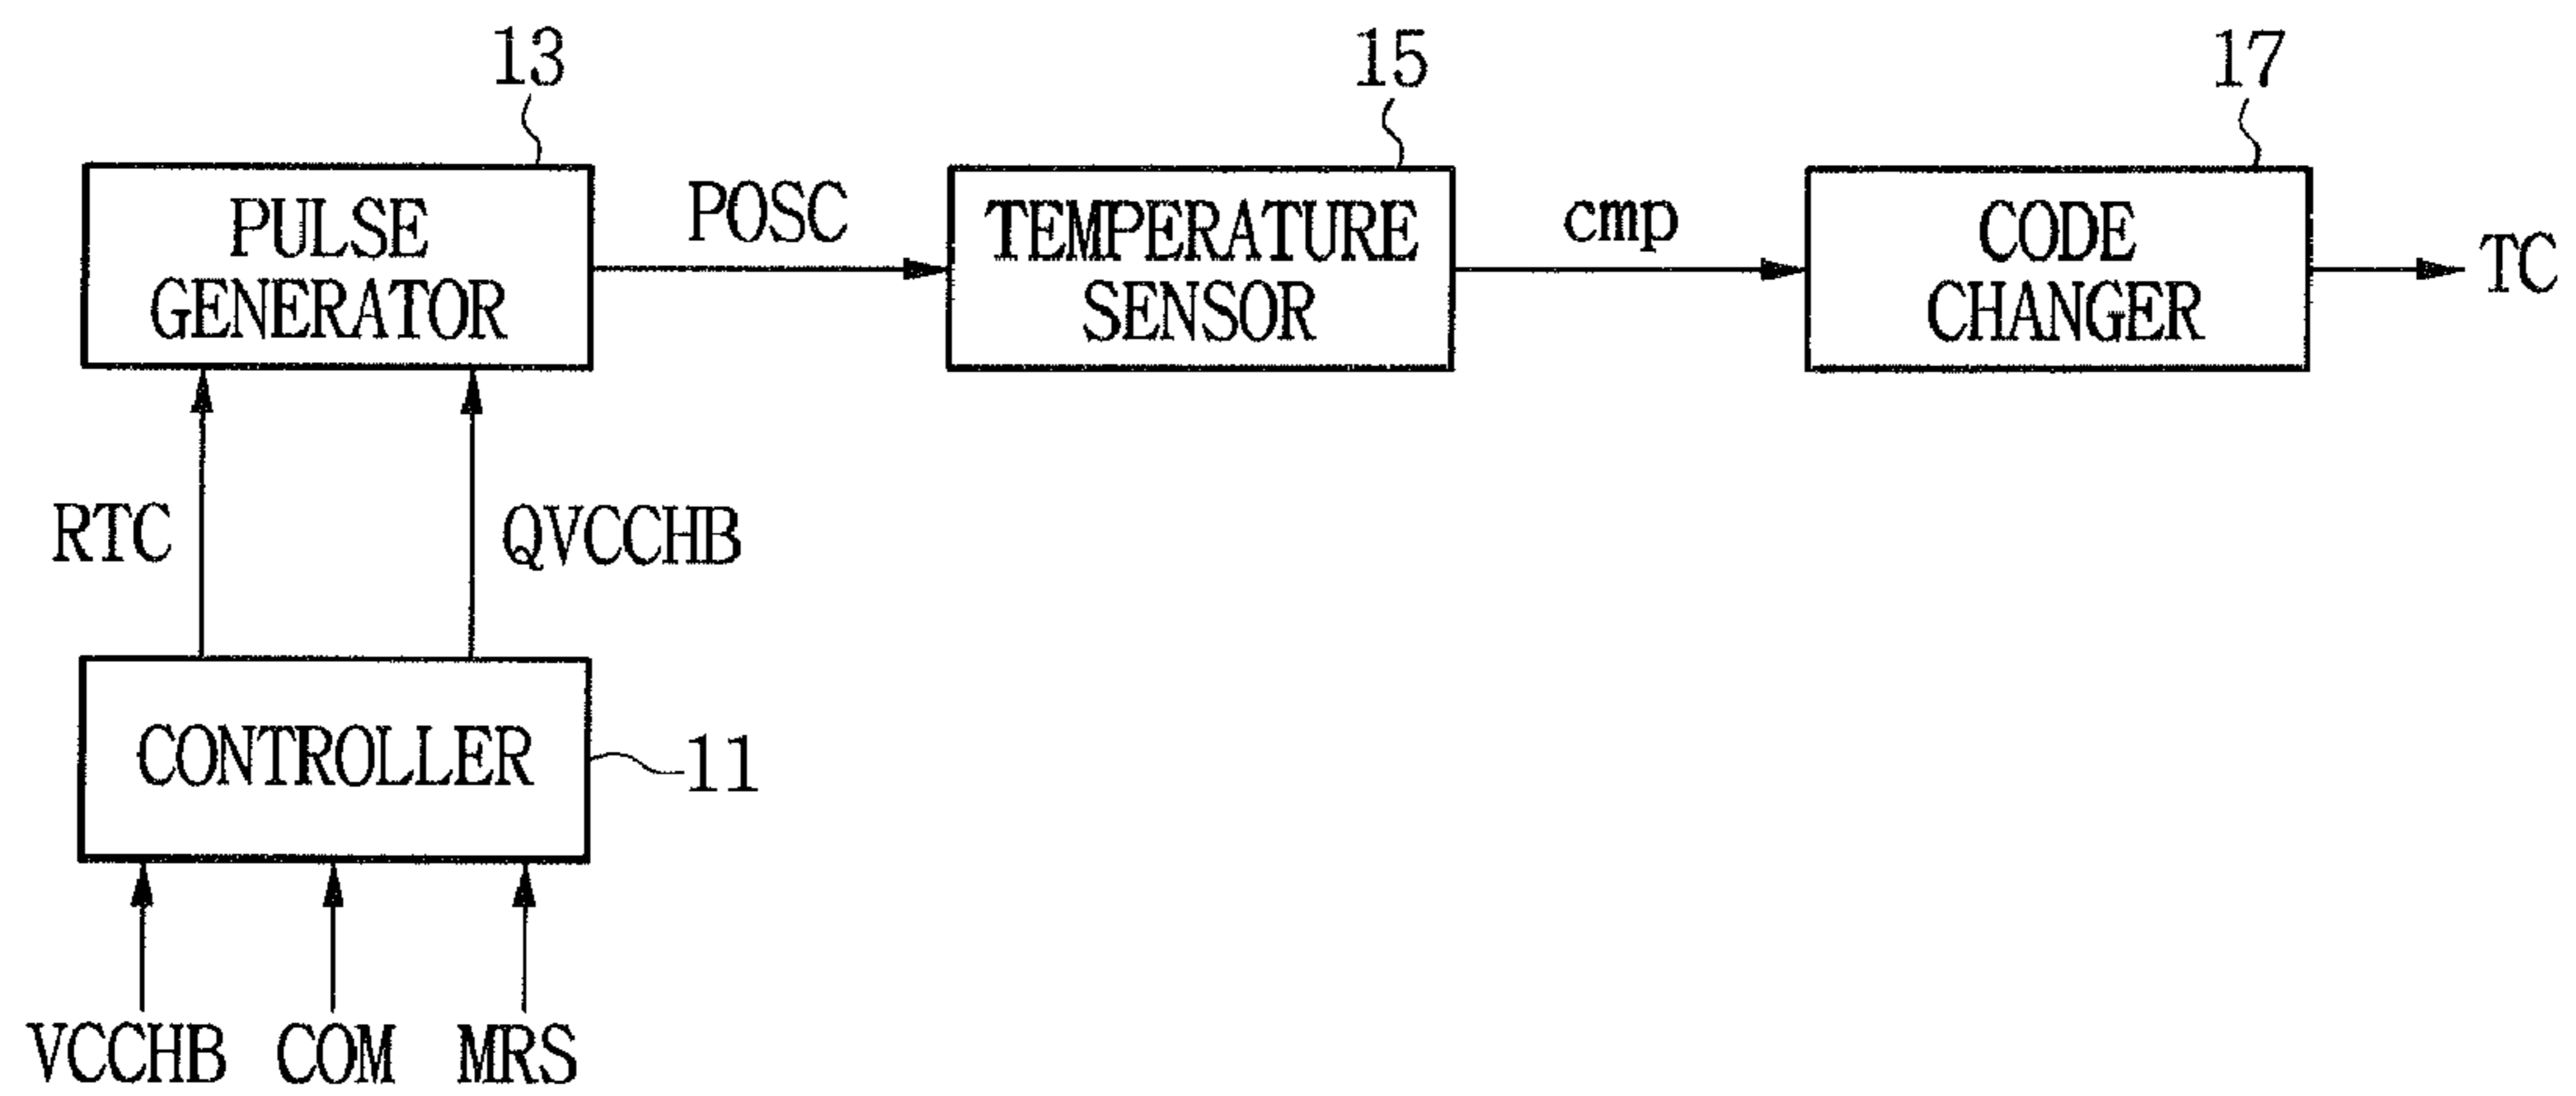 13
15
17
PULSE
GENERATOR
POSC
TEMPERATURE
SENSOR
cmp
CODE
CHANGER
TC
RTC
QVCCHB
CONTROLLER
11
VCCHB COM MRS